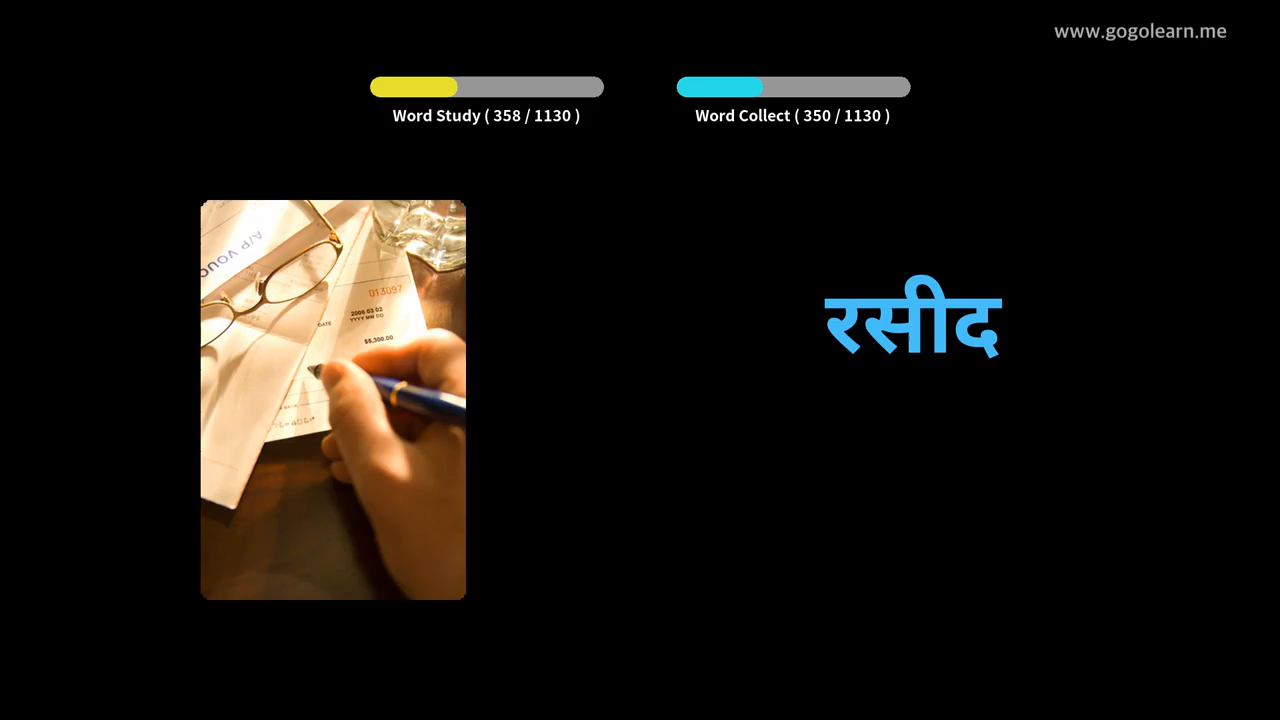 www.gogolearn.me
Word Study ( 358 / 1130 )
Word Collect ( 350 / 1130 )
A/P VOUC
013097
DATE
2006 03 02
YYYY MM DD
$5,300.00
रसीद